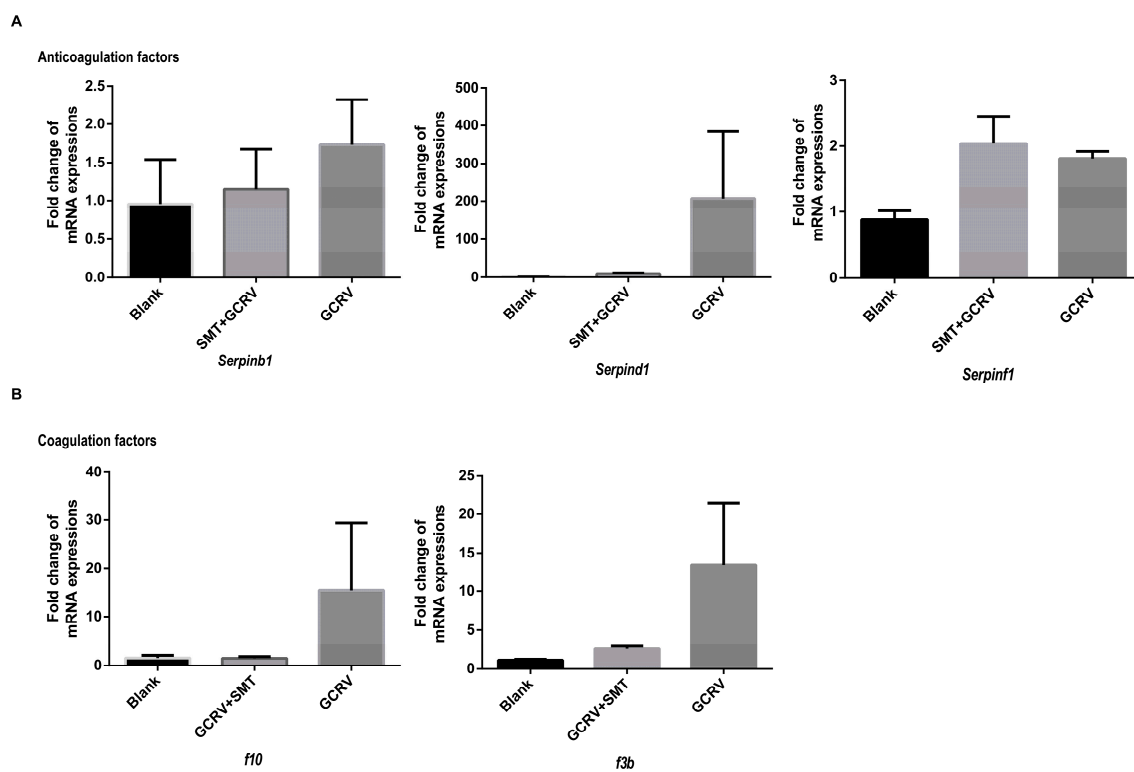 A
Anticoagulation factors
Fold change of
mRNA expressions
2.5
2.0
1.5
1.0
0.5
0.0
Blank
SMT+GCRV
GCRV
Serpinb1
Fold change of
mRNA expressions
500
400
300
200
100
0
Blank
SMT+GCRV
GCRV
Serpind1
Fold change of
mRNA expressions
3
2
1
0
Blank
SMT+GCRV
GCRV
Serpinf1
B
Coagulation factors
Fold change of
mRNA expressions
40
30
20
10
0
Blank
GCRV+SMT
GCRV
f10
Fold change of
mRNA expressions
25
20
15
10
5
0
Blank
GCRV+SMT
GCRV
f3b